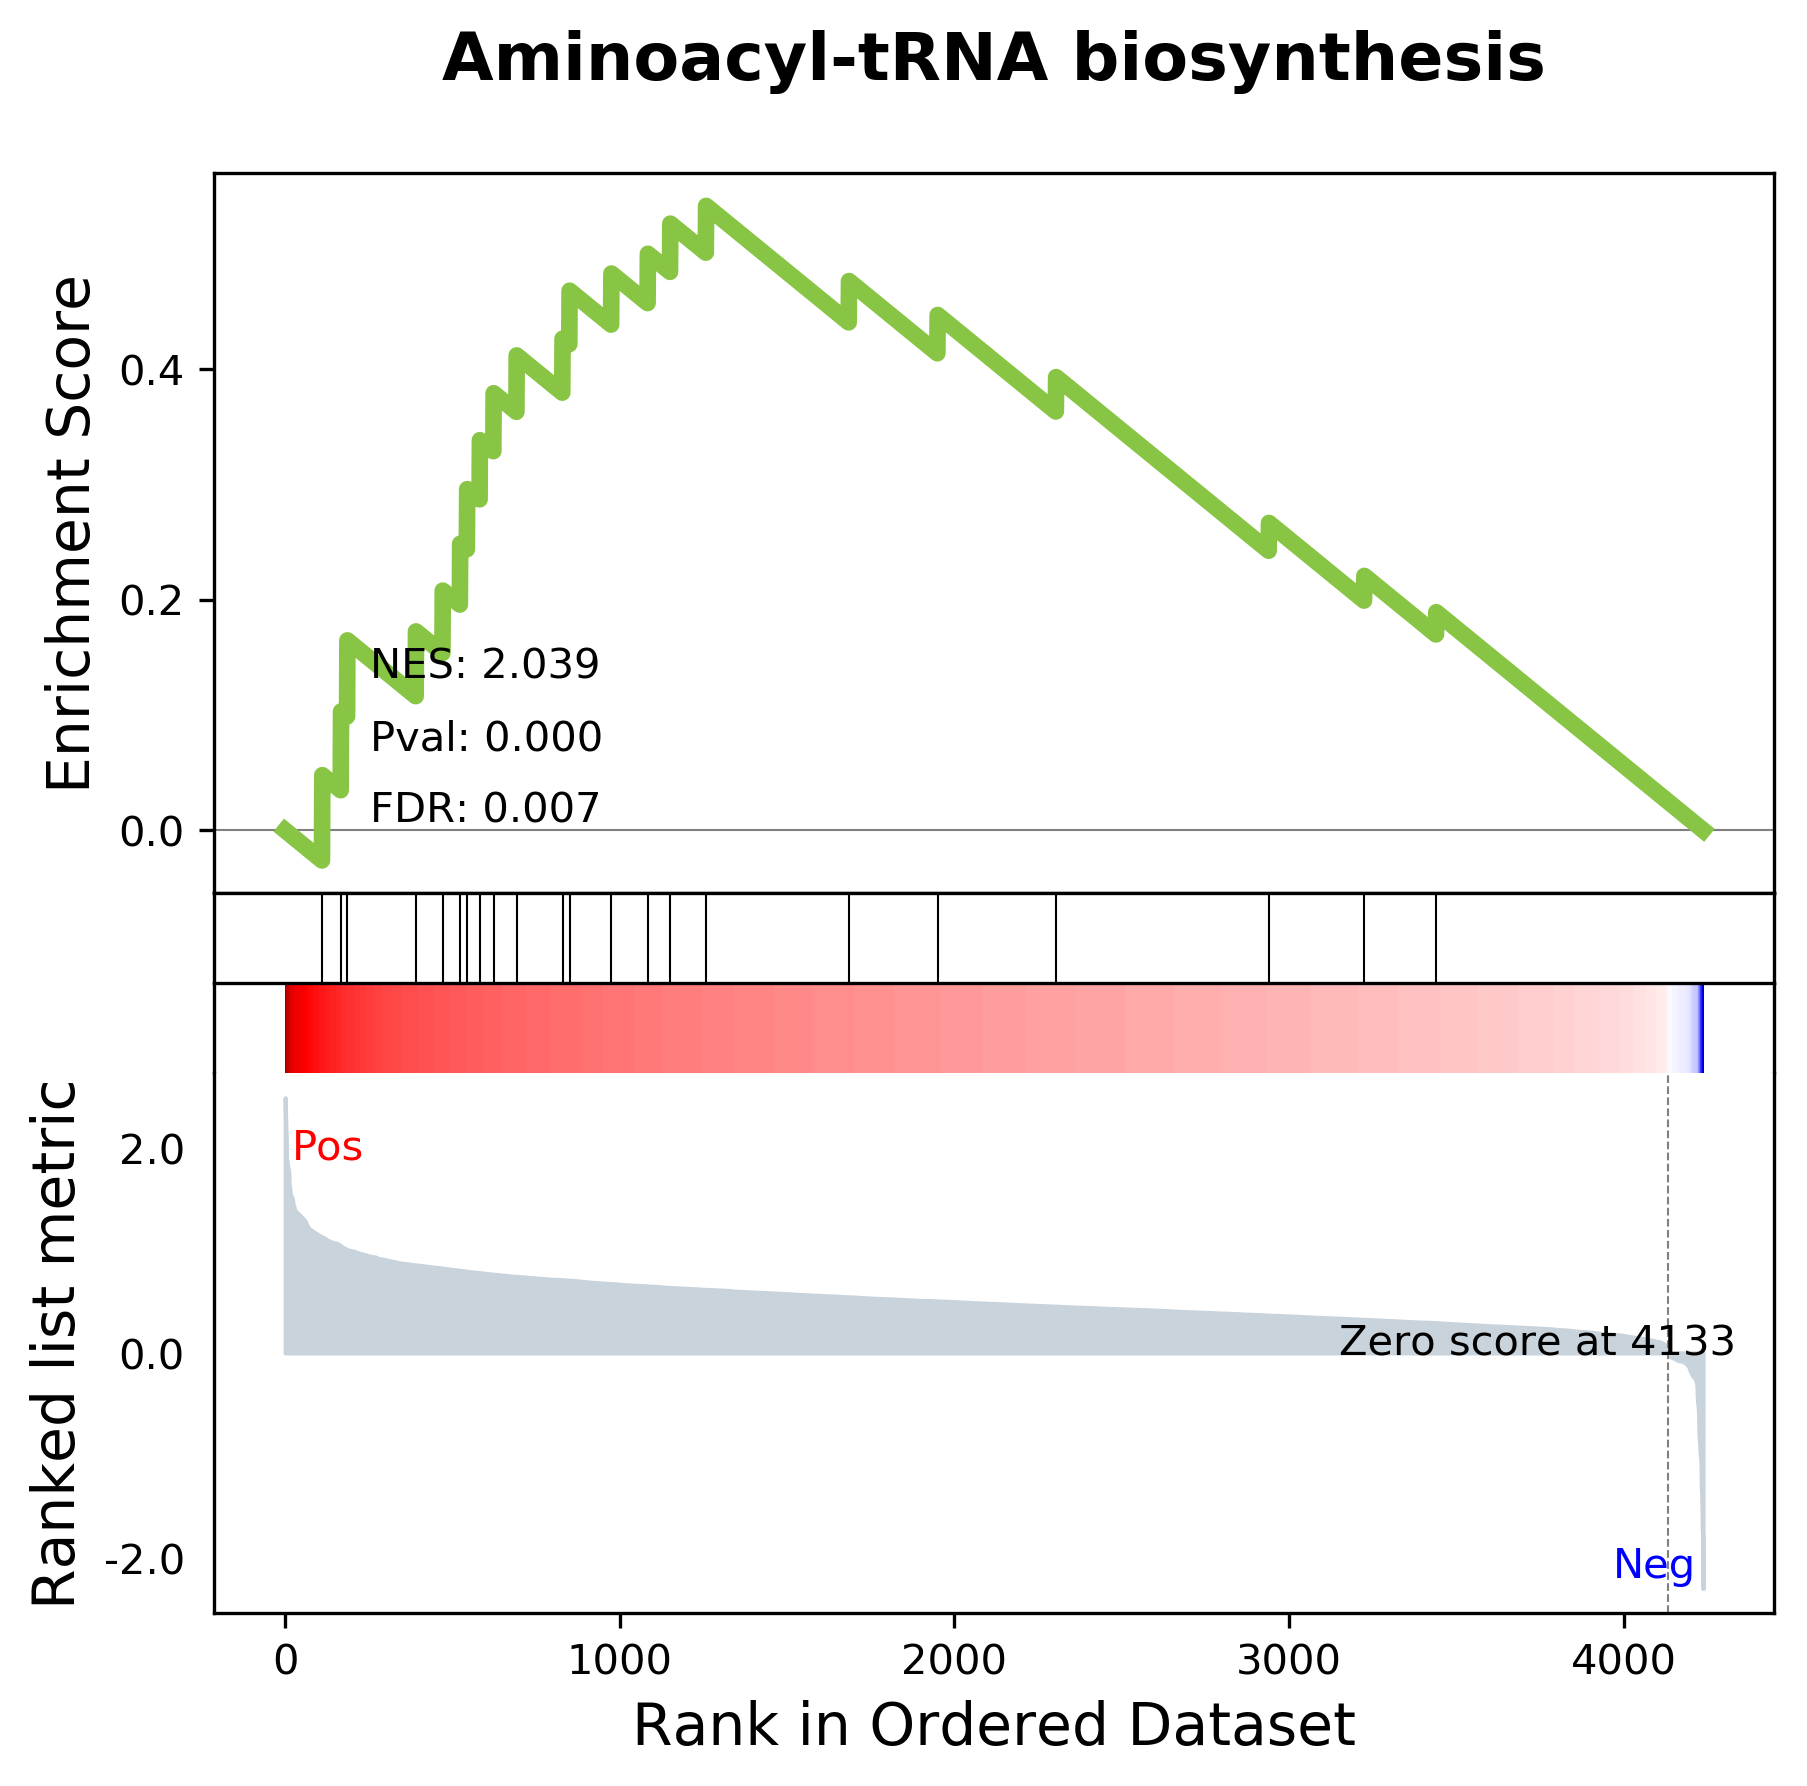 Aminoacyl-tRNA biosynthesis
Enrichment Score
0.4
0.2
0.0
NES: 2.039
Pval: 0.000
FDR: 0.007
Ranked list metric
2.0
0.0
-2.0
Pos
Zero score at 4133
Neg
0 1000 2000 3000 4000
Rank in Ordered Dataset